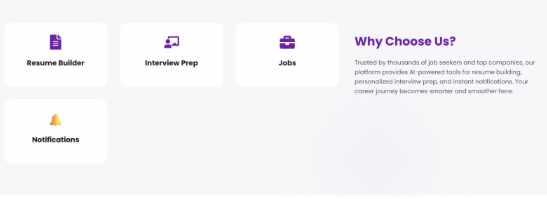 Resume Builder
Interview Prep
Jobs
Notifications
Why Choose Us?
Trusted by thousands of job seekers and top companies, our
platform provides AI-powered tools for resume building,
personalized interview prep, and instant notifications. Your
career journey becomes smarter and smoother here.